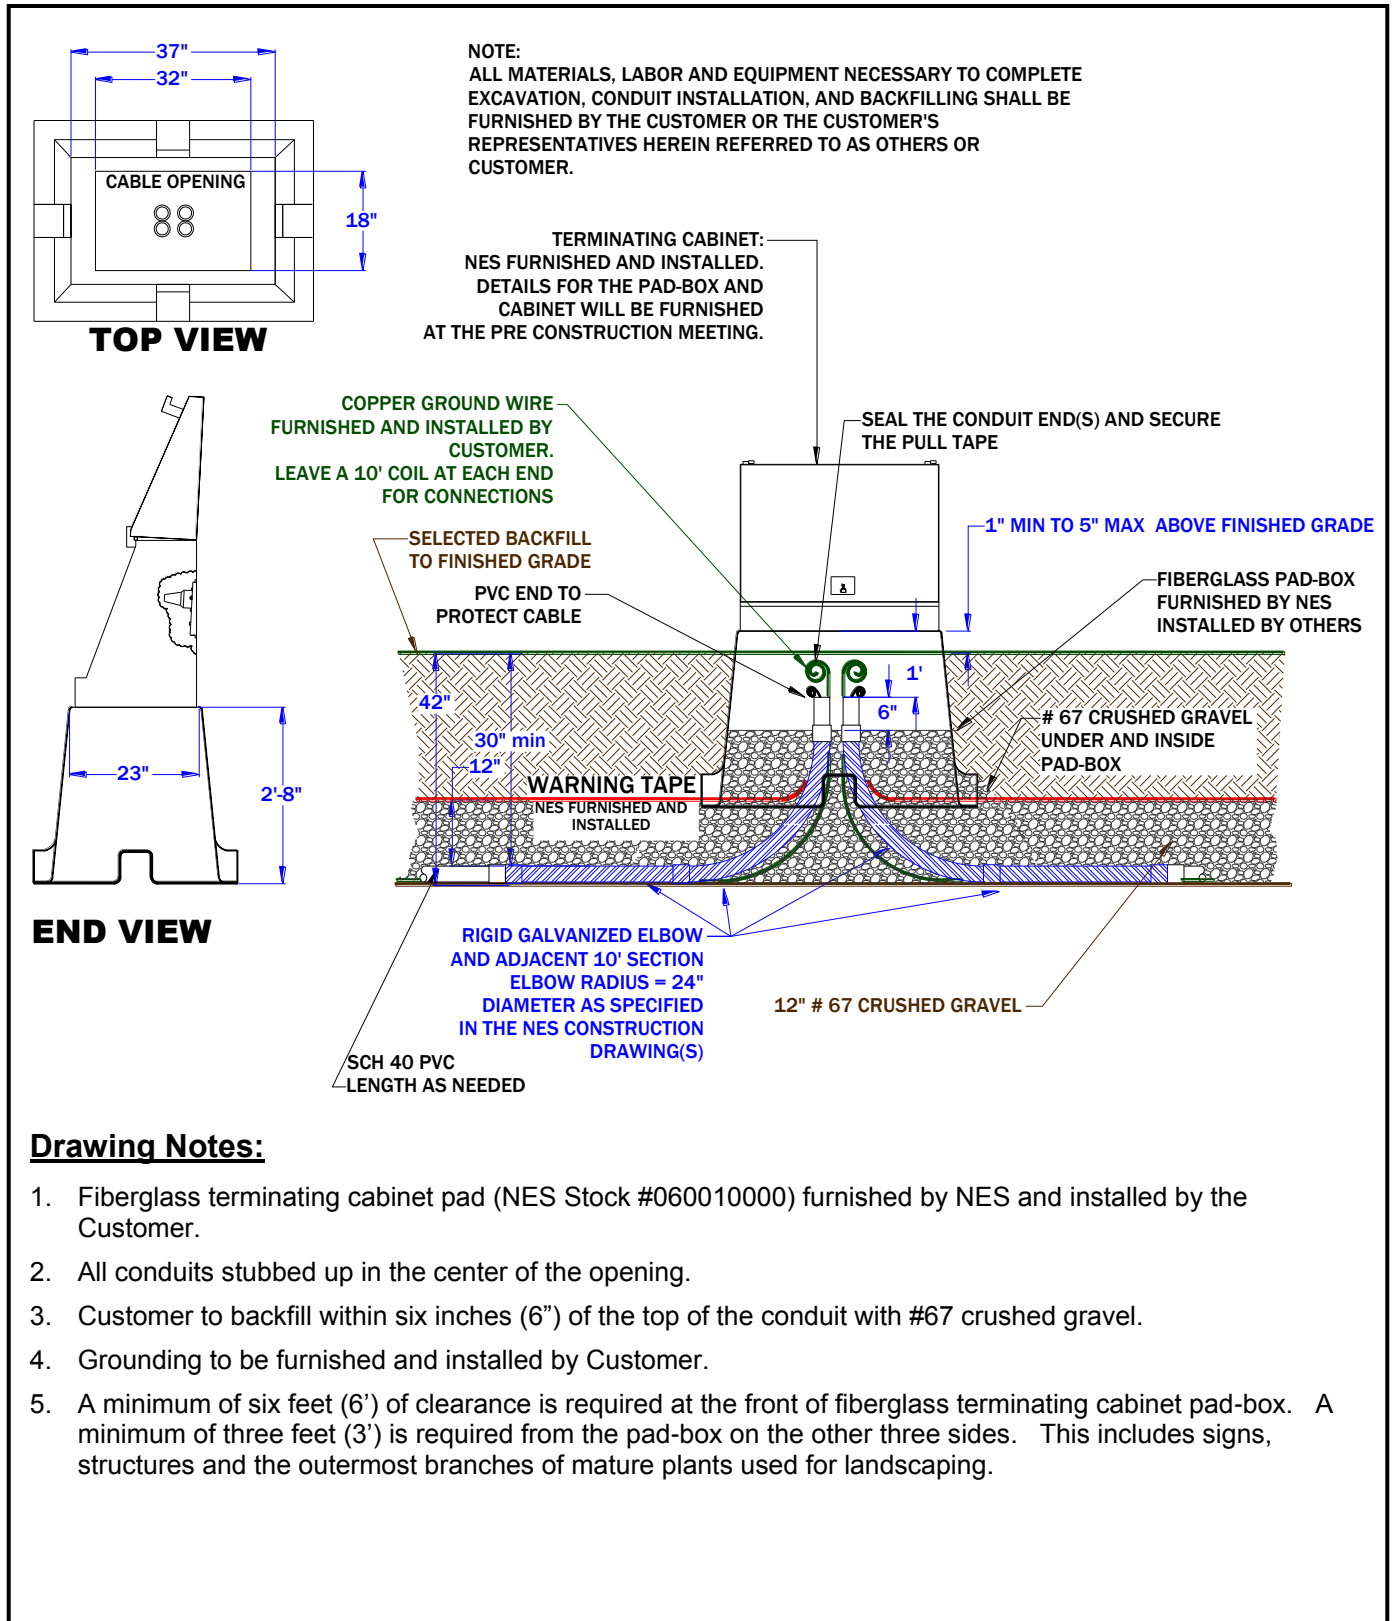 37"
32"
CABLE OPENING
18"
TOP VIEW
NOTE:
ALL MATERIALS, LABOR AND EQUIPMENT NECESSARY TO COMPLETE
EXCAVATION, CONDUIT INSTALLATION, AND BACKFILLING SHALL BE
FURNISHED BY THE CUSTOMER OR THE CUSTOMER'S
REPRESENTATIVES HEREIN REFERRED TO AS OTHERS OR
CUSTOMER.
TERMINATING CABINET:
NES FURNISHED AND INSTALLED.
DETAILS FOR THE PAD-BOX AND
CABINET WILL BE FURNISHED
AT THE PRE CONSTRUCTION MEETING.
COPPER GROUND WIRE
FURNISHED AND INSTALLED BY
CUSTOMER.
LEAVE A 10' COIL AT EACH END
FOR CONNECTIONS
SEAL THE CONDUIT END(S) AND SECURE
THE PULL TAPE
1" MIN TO 5" MAX  ABOVE FINISHED GRADE
SELECTED BACKFILL
TO FINISHED GRADE
PVC END TO
PROTECT CABLE
FIBERGLASS PAD-BOX
FURNISHED BY NES
INSTALLED BY OTHERS
1'
6"
42"
30" min
12"
# 67 CRUSHED GRAVEL
UNDER AND INSIDE
PAD-BOX
WARNING TAPE
NES FURNISHED AND
INSTALLED
23"
2'-8"
END VIEW
RIGID GALVANIZED ELBOW
AND ADJACENT 10' SECTION
ELBOW RADIUS = 24"
DIAMETER AS SPECIFIED
IN THE NES CONSTRUCTION
DRAWING(S)
12" # 67 CRUSHED GRAVEL
SCH 40 PVC
LENGTH AS NEEDED
Drawing Notes:
1. Fiberglass terminating cabinet pad (NES Stock #060010000) furnished by NES and installed by the
Customer.
2. All conduits stubbed up in the center of the opening.
3. Customer to backfill within six inches (6”) of the top of the conduit with #67 crushed gravel.
4. Grounding to be furnished and installed by Customer.
5. A minimum of six feet (6’) of clearance is required at the front of fiberglass terminating cabinet pad-box. A
minimum of three feet (3’) is required from the pad-box on the other three sides. This includes signs,
structures and the outermost branches of mature plants used for landscaping.